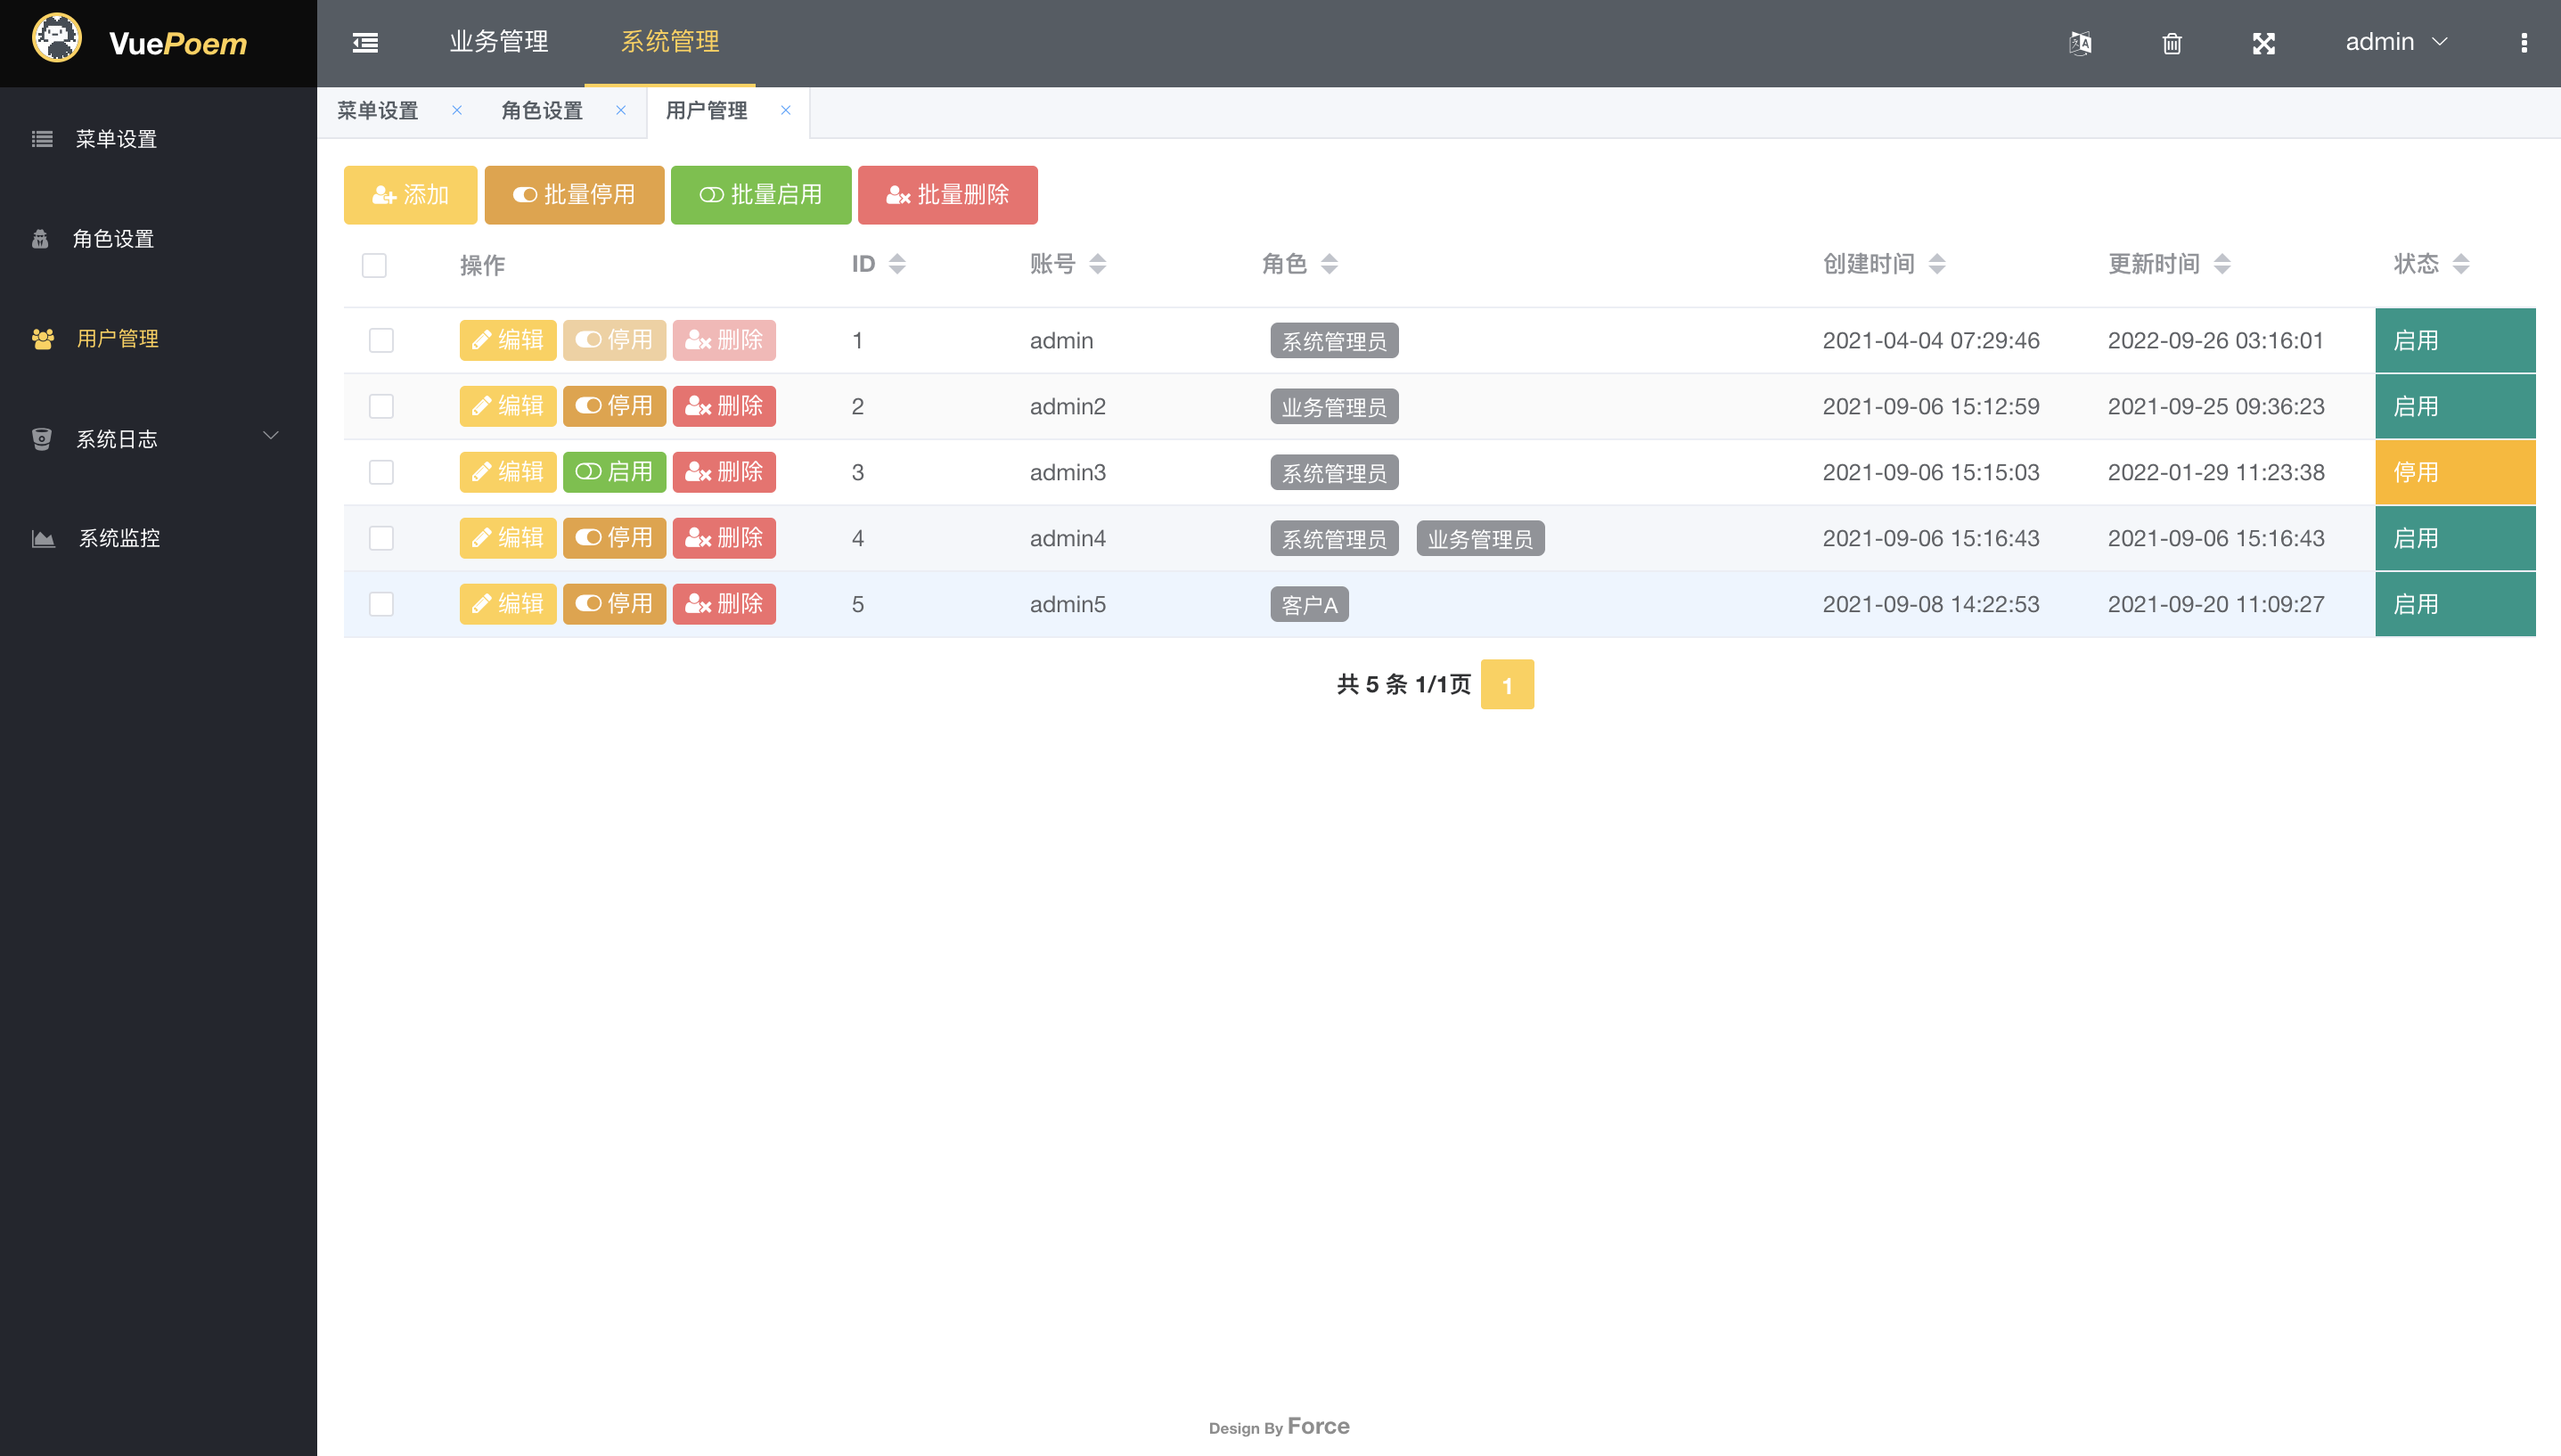 VuePoem
业务管理 系统管理 admin
菜单设置 角色设置 用户管理
菜单设置
角色设置
用户管理
系统日志
系统监控
添加 批量停用 批量启用 批量删除
操作 ID 账号 角色 创建时间 更新时间 状态
编辑 停用 删除 1 admin 系统管理员 2021-04-04 07:29:46 2022-09-26 03:16:01 启用
编辑 停用 删除 2 admin2 业务管理员 2021-09-06 15:12:59 2021-09-25 09:36:23 启用
编辑 启用 删除 3 admin3 系统管理员 2021-09-06 15:15:03 2022-01-29 11:23:38 停用
编辑 停用 删除 4 admin4 系统管理员 业务管理员 2021-09-06 15:16:43 2021-09-06 15:16:43 启用
编辑 停用 删除 5 admin5 客户A 2021-09-08 14:22:53 2021-09-20 11:09:27 启用
共 5 条 1/1页 1
Design By Force